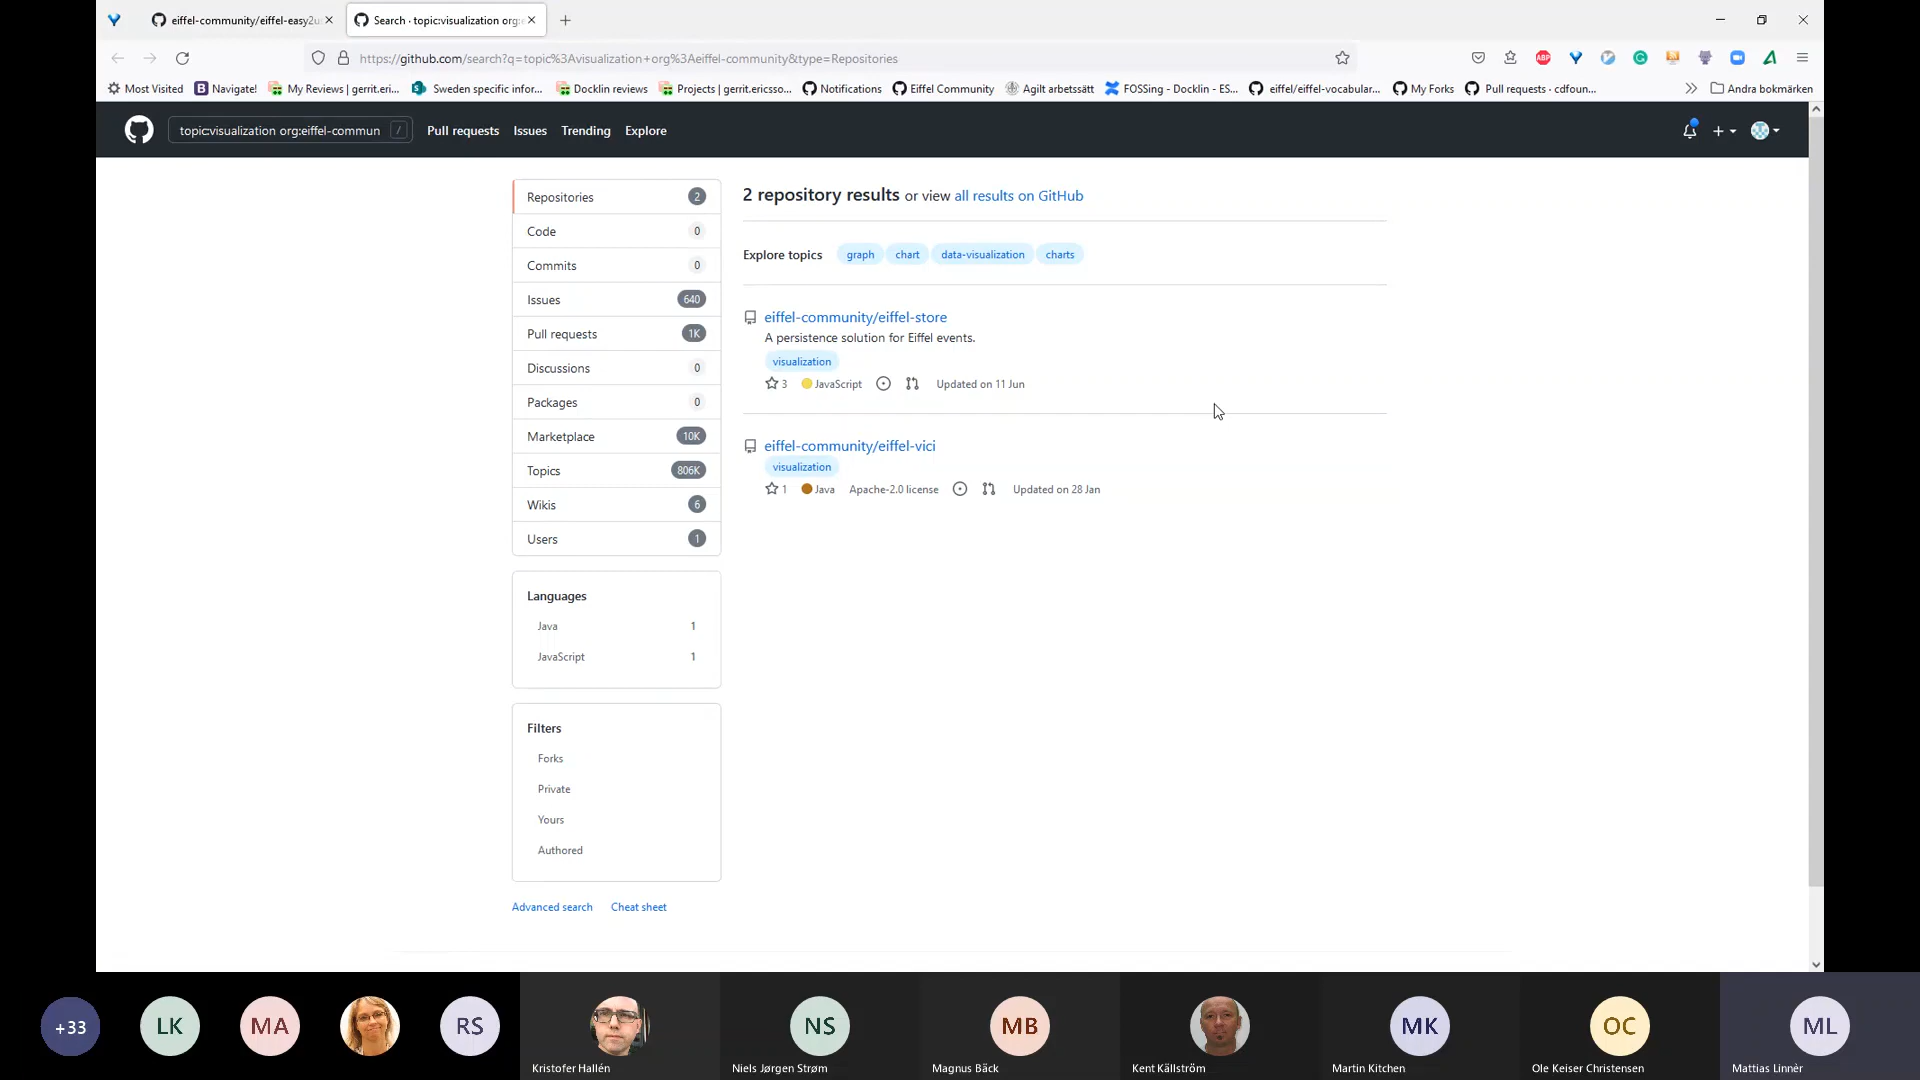 eiffel-community/eiffel-easy2u
Search · topic:visualization org:e
https://github.com/search?q=topic%3Avisualization+org%3Aeiffel-community&type=Repositories
ABP
Most Visited
Navigate!
My Reviews | gerrit.eri...
Sweden specific infor...
Docklin reviews
Projects | gerrit.ericsso...
Notifications
Eiffel Community
Agilt arbetssätt
FOSSing - Docklin - ES...
eiffel/eiffel-vocabular...
My Forks
Pull requests · cdfoun...
Andra bokmärken
topic:visualization org:eiffel-commun /
Pull requests
Issues
Trending
Explore
Repositories 2
Code 0
Commits 0
Issues 640
Pull requests 1K
Discussions 0
Packages 0
Marketplace 10K
Topics 806K
Wikis 6
Users 1
Languages
Java 1
JavaScript 1
Filters
Forks
Private
Yours
Authored
Advanced search Cheat sheet
2 repository results or view all results on GitHub
Explore topics graph chart data-visualization charts
eiffel-community/eiffel-store
A persistence solution for Eiffel events.
visualization
3 JavaScript Updated on 11 Jun
eiffel-community/eiffel-vici
visualization
1 Java Apache-2.0 license Updated on 28 Jan
+33
LK
MA
RS
Kristofer Hallén
NS
Niels Jørgen Strøm
MB
Magnus Bäck
Kent Källström
MK
Martin Kitchen
OC
Ole Keiser Christensen
ML
Mattias Linnèr